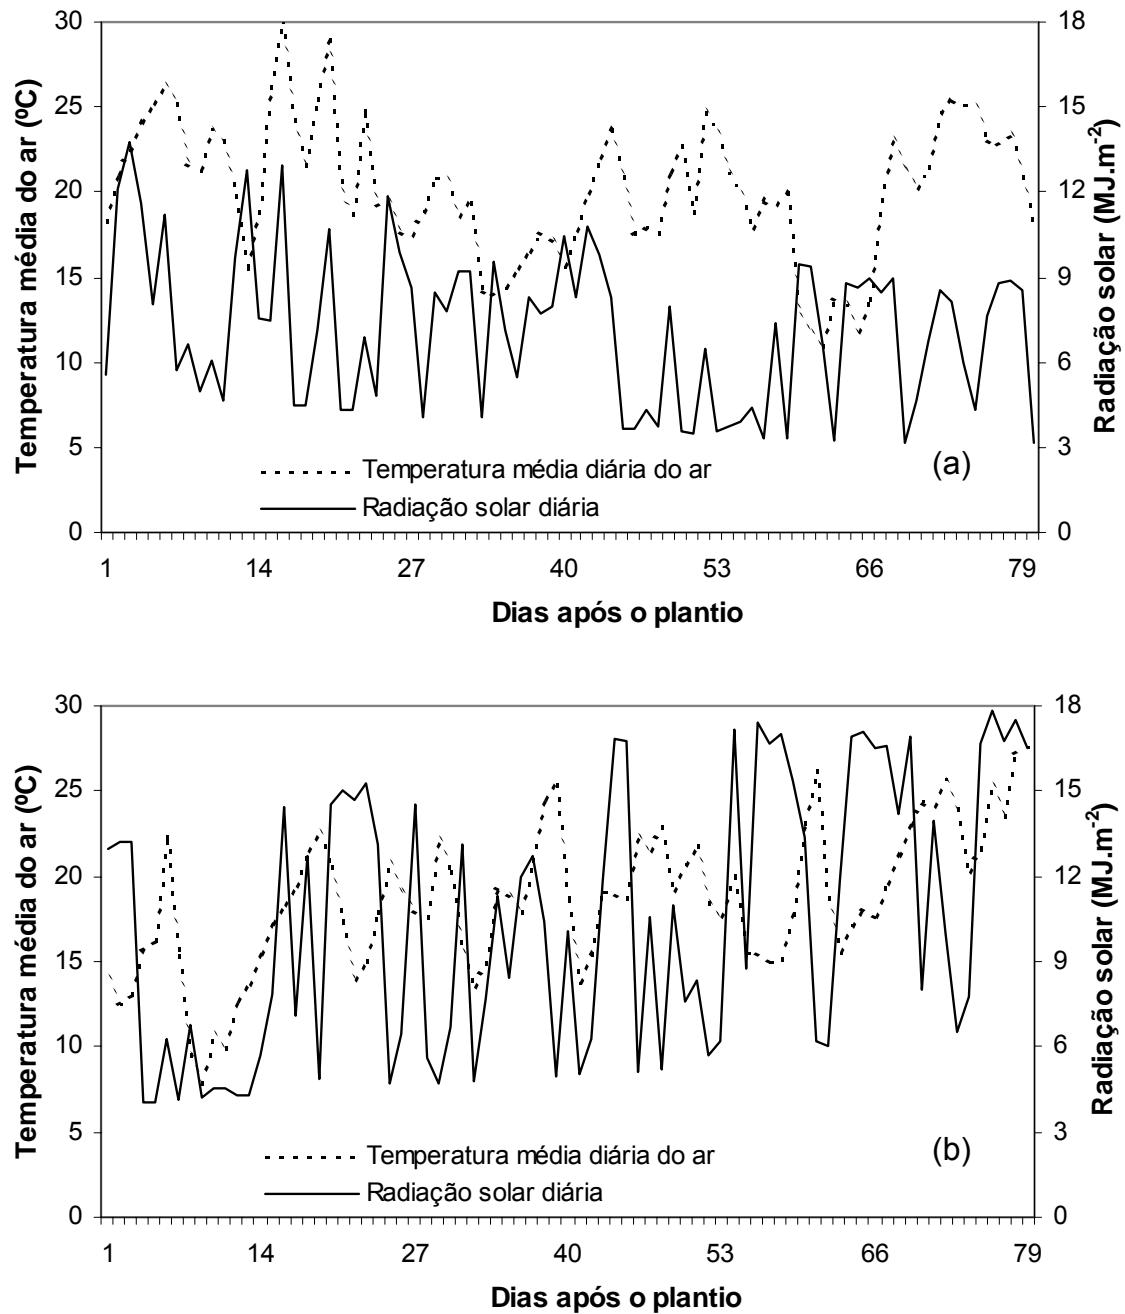 30
25
20
15
10
5
0
Temperatura média do ar (ºC)
18
15
12
9
6
3
0
Radiação solar (MJ.m-2)
(a)
Temperatura média diária do ar
Radiação solar diária
1 14 27 40 53 66 79
Dias após o plantio
30
25
20
15
10
5
0
Temperatura média do ar (ºC)
18
15
12
9
6
3
0
Radiação solar (MJ.m-2)
(b)
Temperatura média diária do ar
Radiação solar diária
1 14 27 40 53 66 79
Dias após o plantio